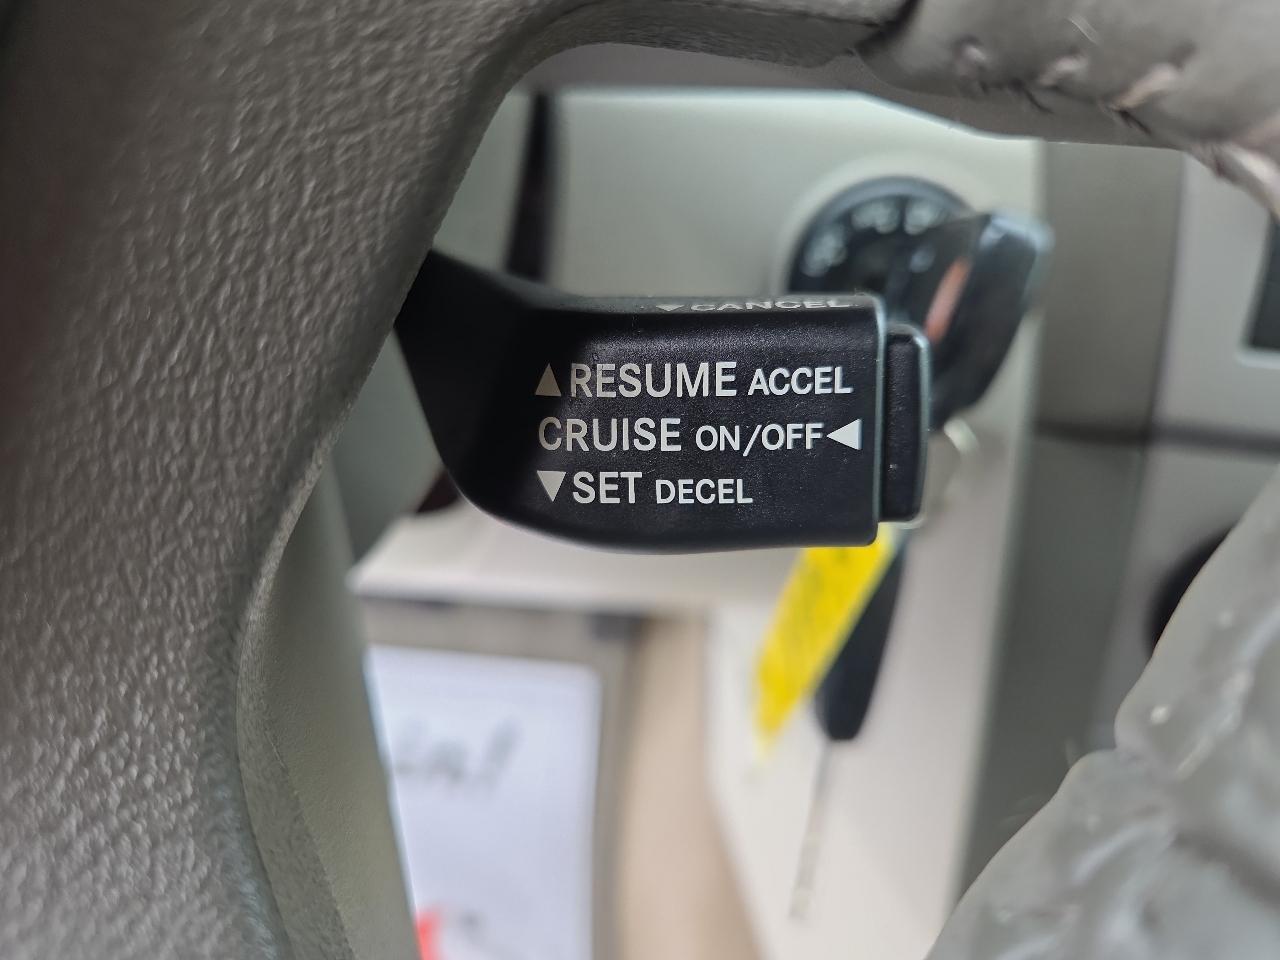 ▼CANCEL
▲RESUME ACCEL
CRUISE ON/OFF◀
▼SET DECEL